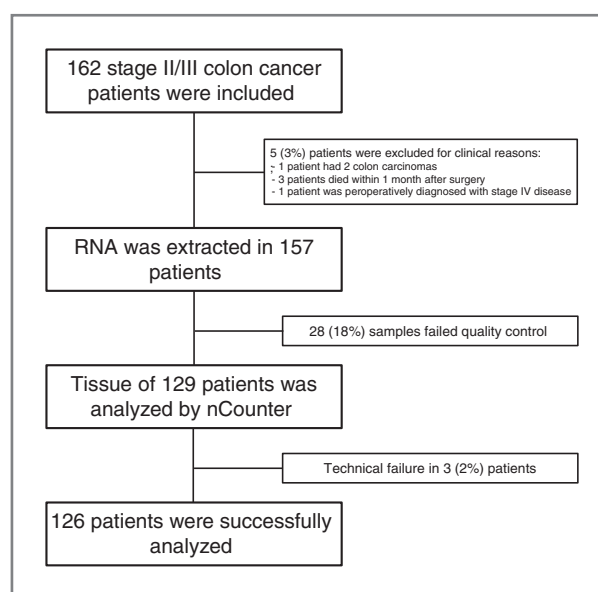 162 stage II/III colon cancer
patients were included
5 (3%) patients were excluded for clinical reasons:
- 1 patient had 2 colon carcinomas
- 3 patients died within 1 month after surgery
- 1 patient was peroperatively diagnosed with stage IV disease
RNA was extracted in 157
patients
28 (18%) samples failed quality control
Tissue of 129 patients was
analyzed by nCounter
Technical failure in 3 (2%) patients
126 patients were successfully
analyzed